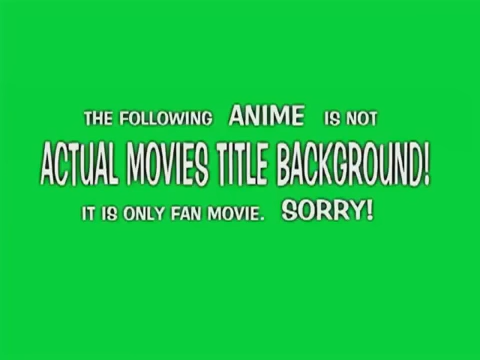 THE FOLLOWING ANIME IS NOT
ACTUAL MOVIES TITLE BACKGROUND!
IT IS ONLY FAN MOVIE. SORRY!